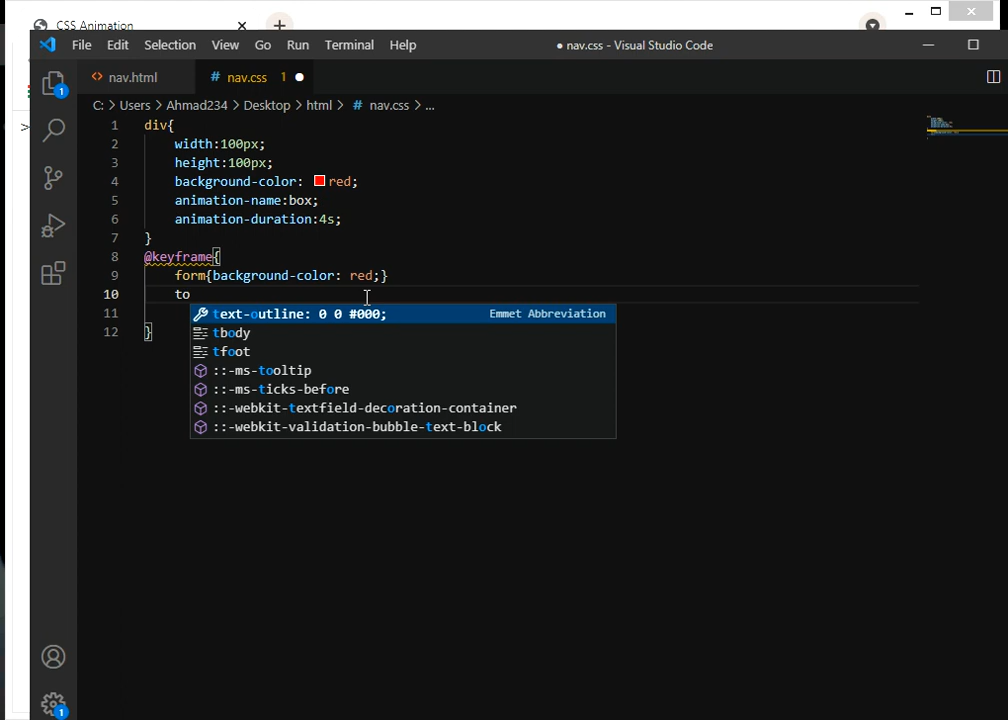 CSS Animation
File Edit Selection View Go Run Terminal Help
● nav.css - Visual Studio Code
<> nav.html
# nav.css 1 ●
C: > Users > Ahmad234 > Desktop > html > # nav.css > ...
1 div{
2 width:100px;
3 height:100px;
4 background-color: red;
5 animation-name:box;
6 animation-duration:4s;
7 }
8 @keyframe{
9 form{background-color: red;}
10 to
11
12 }
text-outline: 0 0 #000; Emmet Abbreviation
tbody
tfoot
::-ms-tooltip
::-ms-ticks-before
::-webkit-textfield-decoration-container
::-webkit-validation-bubble-text-block
1
1